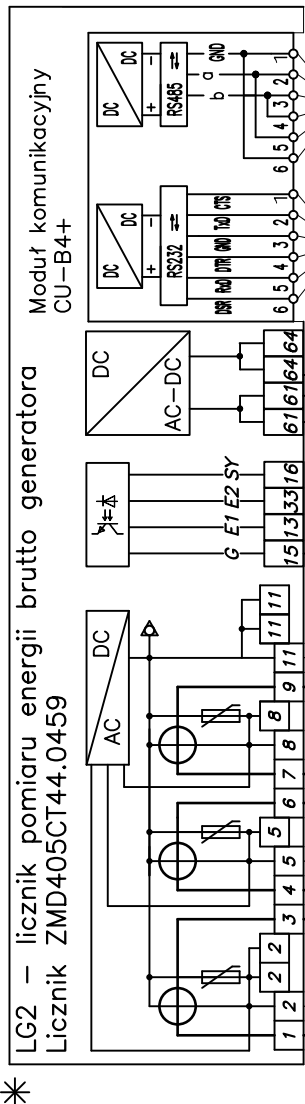 LG2 – licznik pomiaru energii brutto generatora
Licznik ZMD405CT44.0459
Moduł komunikacyjny
CU-B4+
AC DC
AC-DC DC
DC DC
+ –
RS232
DC DC
+ –
RS485
G E1 E2 SY
DSR RxD DTR GND TxD CTS
b a GND
1 2 2 2 3 4 5 5 6 7 8 8 9 11 11 11
15 13 33 16
61 61 64 64
6 5 4 3 2 1
6 5 4 3 2 1